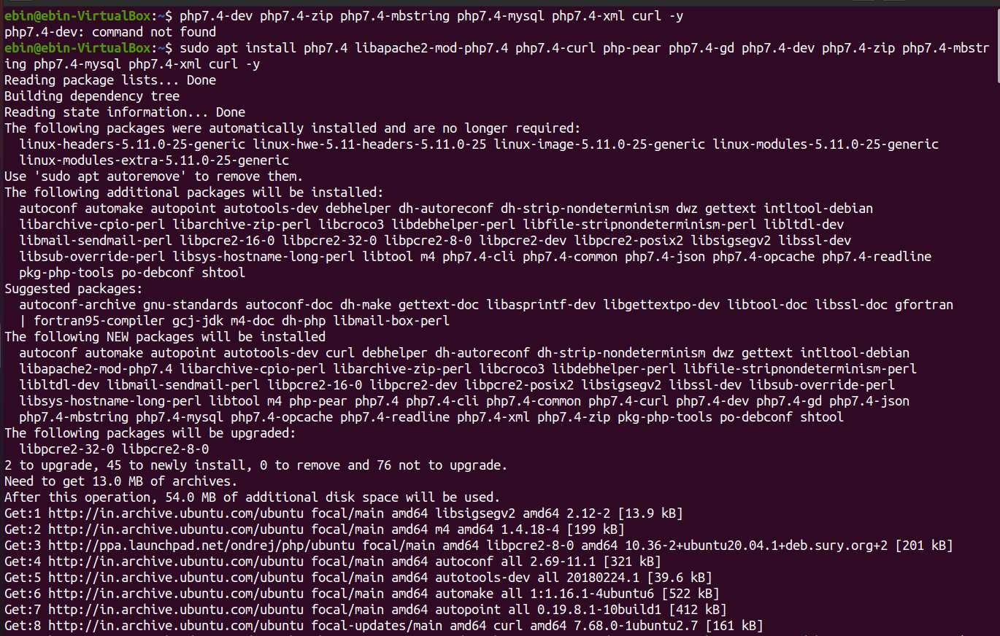 ebin@ebin-VirtualBox:~$ php7.4-dev php7.4-zip php7.4-mbstring php7.4-mysql php7.4-xml curl -y
php7.4-dev: command not found
ebin@ebin-VirtualBox:~$ sudo apt install php7.4 libapache2-mod-php7.4 php7.4-curl php-pear php7.4-gd php7.4-dev php7.4-zip php7.4-mbstr
ing php7.4-mysql php7.4-xml curl -y
Reading package lists... Done
Building dependency tree
Reading state information... Done
The following packages were automatically installed and are no longer required:
  linux-headers-5.11.0-25-generic linux-hwe-5.11-headers-5.11.0-25 linux-image-5.11.0-25-generic linux-modules-5.11.0-25-generic
  linux-modules-extra-5.11.0-25-generic
Use 'sudo apt autoremove' to remove them.
The following additional packages will be installed:
  autoconf automake autopoint autotools-dev debhelper dh-autoreconf dh-strip-nondeterminism dwz gettext intltool-debian
  libarchive-cpio-perl libarchive-zip-perl libcroco3 libdebhelper-perl libfile-stripnondeterminism-perl libltdl-dev
  libmail-sendmail-perl libpcre2-16-0 libpcre2-32-0 libpcre2-8-0 libpcre2-dev libpcre2-posix2 libsigsegv2 libssl-dev
  libsub-override-perl libsys-hostname-long-perl libtool m4 php7.4-cli php7.4-common php7.4-json php7.4-opcache php7.4-readline
  pkg-php-tools po-debconf shtool
Suggested packages:
  autoconf-archive gnu-standards autoconf-doc dh-make gettext-doc libasprintf-dev libgettextpo-dev libtool-doc libssl-doc gfortran
  | fortran95-compiler gcj-jdk m4-doc dh-php libmail-box-perl
The following NEW packages will be installed
  autoconf automake autopoint autotools-dev curl debhelper dh-autoreconf dh-strip-nondeterminism dwz gettext intltool-debian
  libapache2-mod-php7.4 libarchive-cpio-perl libarchive-zip-perl libcroco3 libdebhelper-perl libfile-stripnondeterminism-perl
  libltdl-dev libmail-sendmail-perl libpcre2-16-0 libpcre2-dev libpcre2-posix2 libsigsegv2 libssl-dev libsub-override-perl
  libsys-hostname-long-perl libtool m4 php-pear php7.4 php7.4-cli php7.4-common php7.4-curl php7.4-dev php7.4-gd php7.4-json
  php7.4-mbstring php7.4-mysql php7.4-opcache php7.4-readline php7.4-xml php7.4-zip pkg-php-tools po-debconf shtool
The following packages will be upgraded:
  libpcre2-32-0 libpcre2-8-0
2 to upgrade, 45 to newly install, 0 to remove and 76 not to upgrade.
Need to get 13.0 MB of archives.
After this operation, 54.0 MB of additional disk space will be used.
Get:1 http://in.archive.ubuntu.com/ubuntu focal/main amd64 libsigsegv2 amd64 2.12-2 [13.9 kB]
Get:2 http://in.archive.ubuntu.com/ubuntu focal/main amd64 m4 amd64 1.4.18-4 [199 kB]
Get:3 http://ppa.launchpad.net/ondrej/php/ubuntu focal/main amd64 libpcre2-8-0 amd64 10.36-2+ubuntu20.04.1+deb.sury.org+2 [201 kB]
Get:4 http://in.archive.ubuntu.com/ubuntu focal/main amd64 autoconf all 2.69-11.1 [321 kB]
Get:5 http://in.archive.ubuntu.com/ubuntu focal/main amd64 autotools-dev all 20180224.1 [39.6 kB]
Get:6 http://in.archive.ubuntu.com/ubuntu focal/main amd64 automake all 1:1.16.1-4ubuntu6 [522 kB]
Get:7 http://in.archive.ubuntu.com/ubuntu focal/main amd64 autopoint all 0.19.8.1-10build1 [412 kB]
Get:8 http://in.archive.ubuntu.com/ubuntu focal-updates/main amd64 curl amd64 7.68.0-1ubuntu2.7 [161 kB]